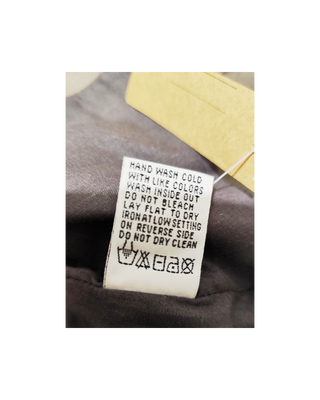 HAND WASH COLD
WITH LIKE COLORS
WASH INSIDE OUT
DO NOT BLEACH
LAY FLAT TO DRY
IRON AT LOW SETTING
ON REVERSE SIDE
DO NOT DRY CLEAN